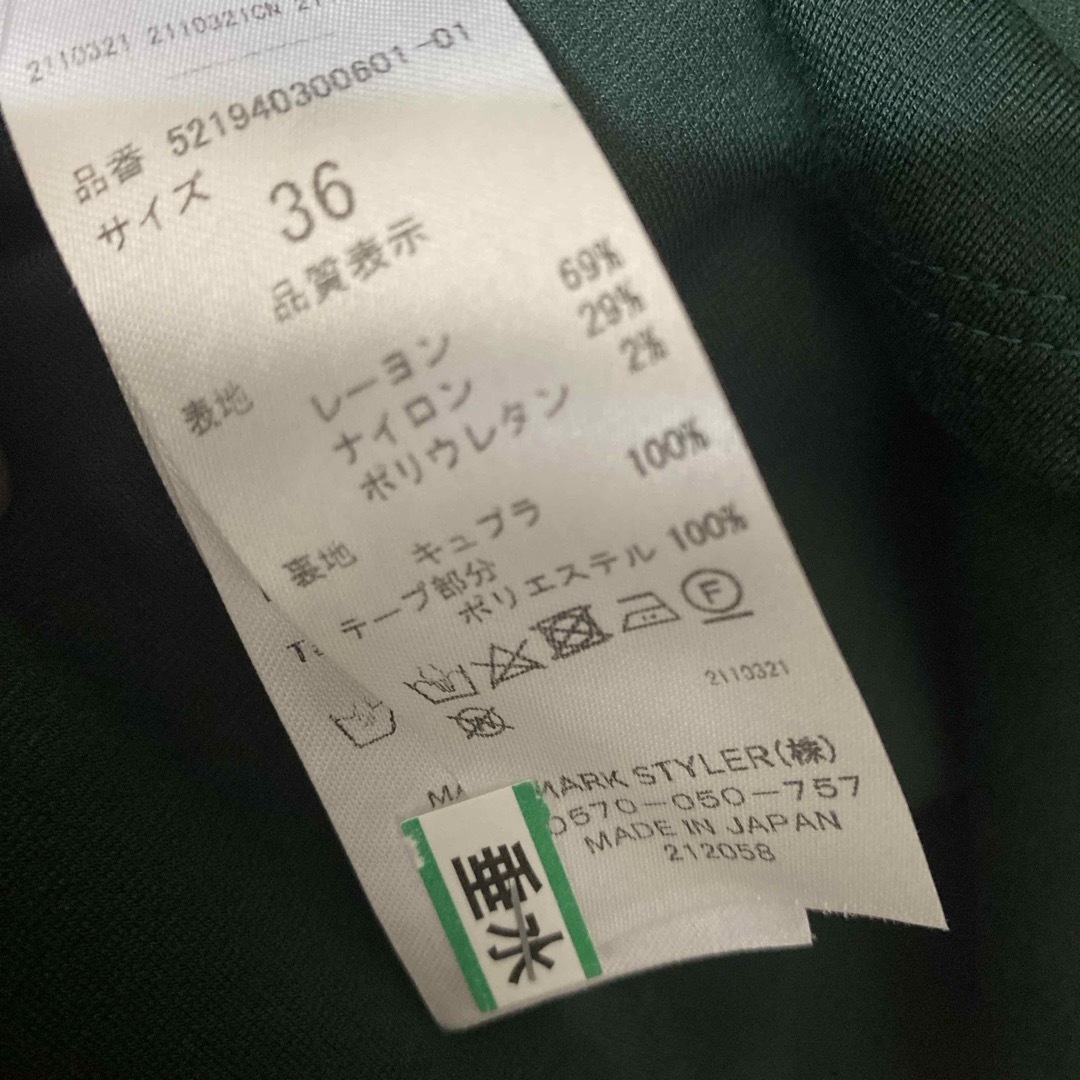 2110321 2110321CN
品番 521940300601-01
サイズ 36
品質表示
表地 レーヨン 69%
ナイロン 29%
ポリウレタン 2%
裏地 キュプラ 100%
テープ部分
ポリエステル 100%
F
2110321
MARK STYLER(株)
0570-050-757
MADE IN JAPAN
212058
垂水